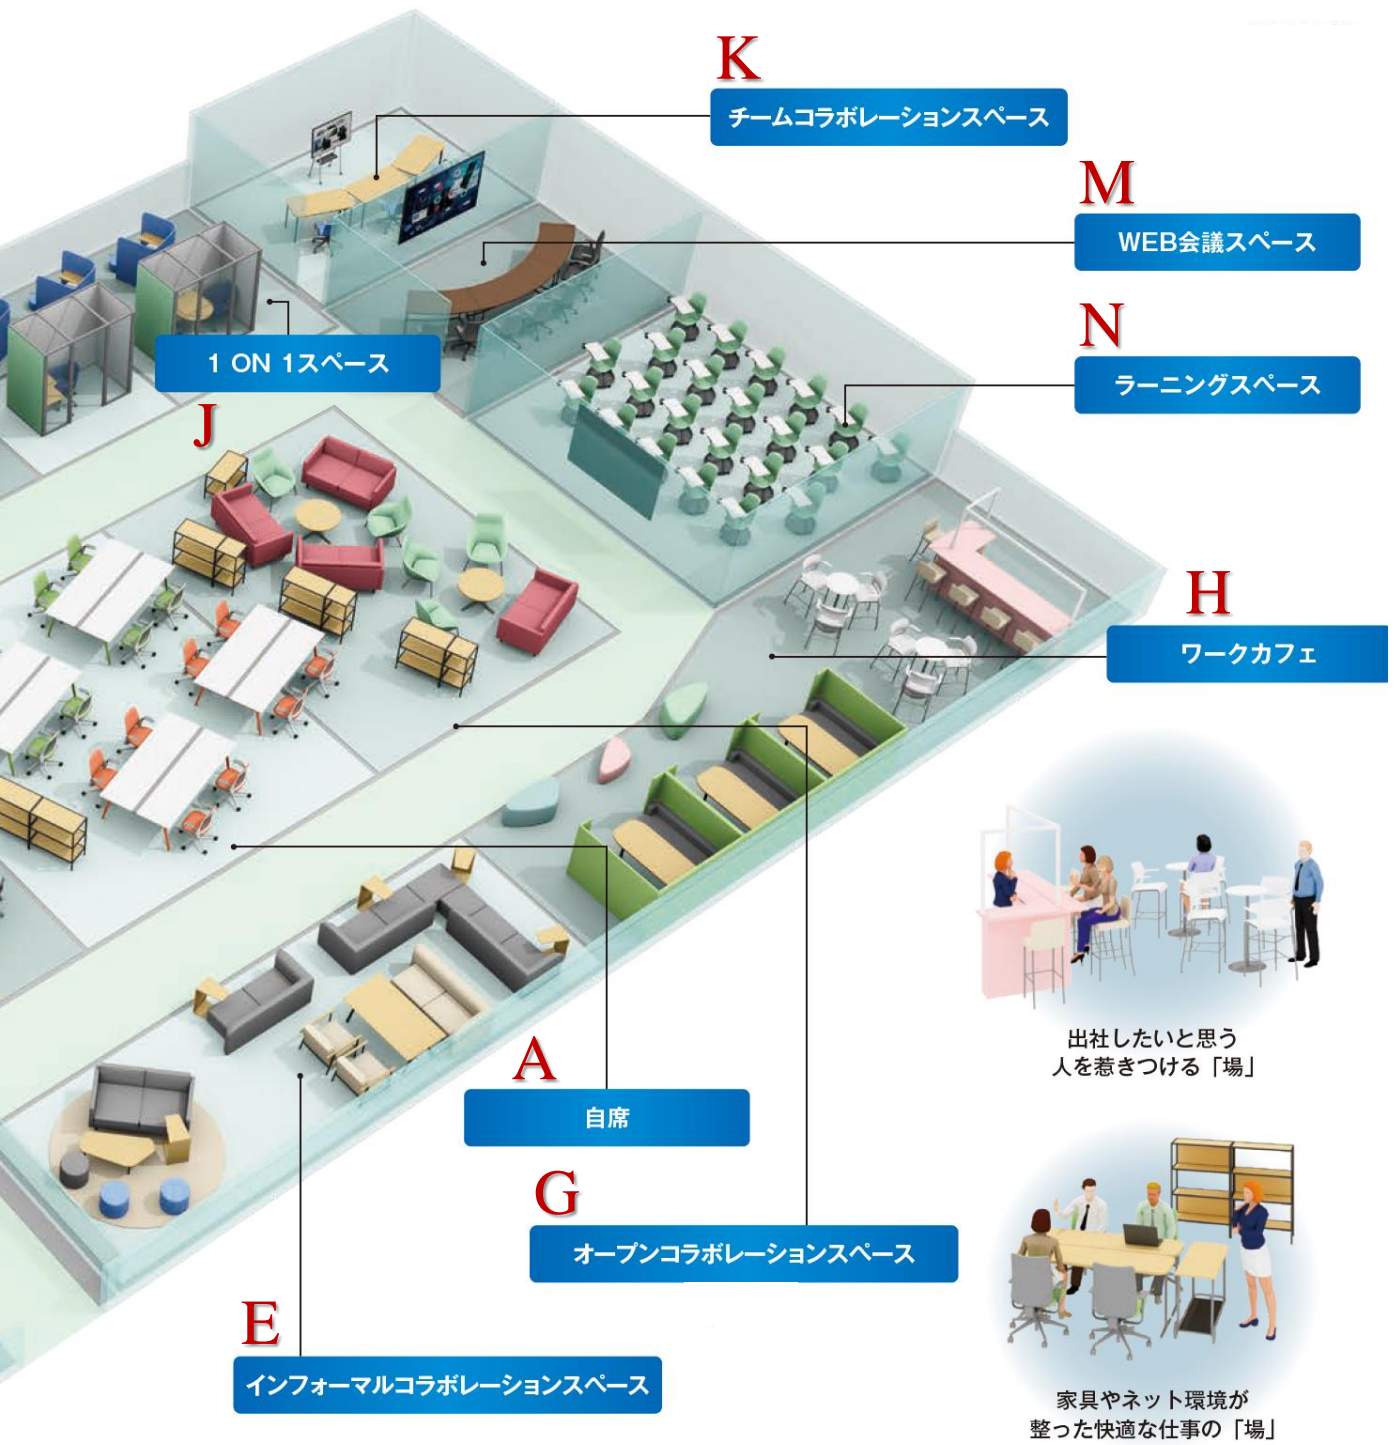 K
チームコラボレーションスペース
M
WEB会議スペース
N
1 ON 1スペース
ラーニングスペース
J
H
ワークカフェ
出社したいと思う
人を惹きつける「場」
A
自席
G
オープンコラボレーションスペース
E
インフォーマルコラボレーションスペース
家具やネット環境が
整った快適な仕事の「場」